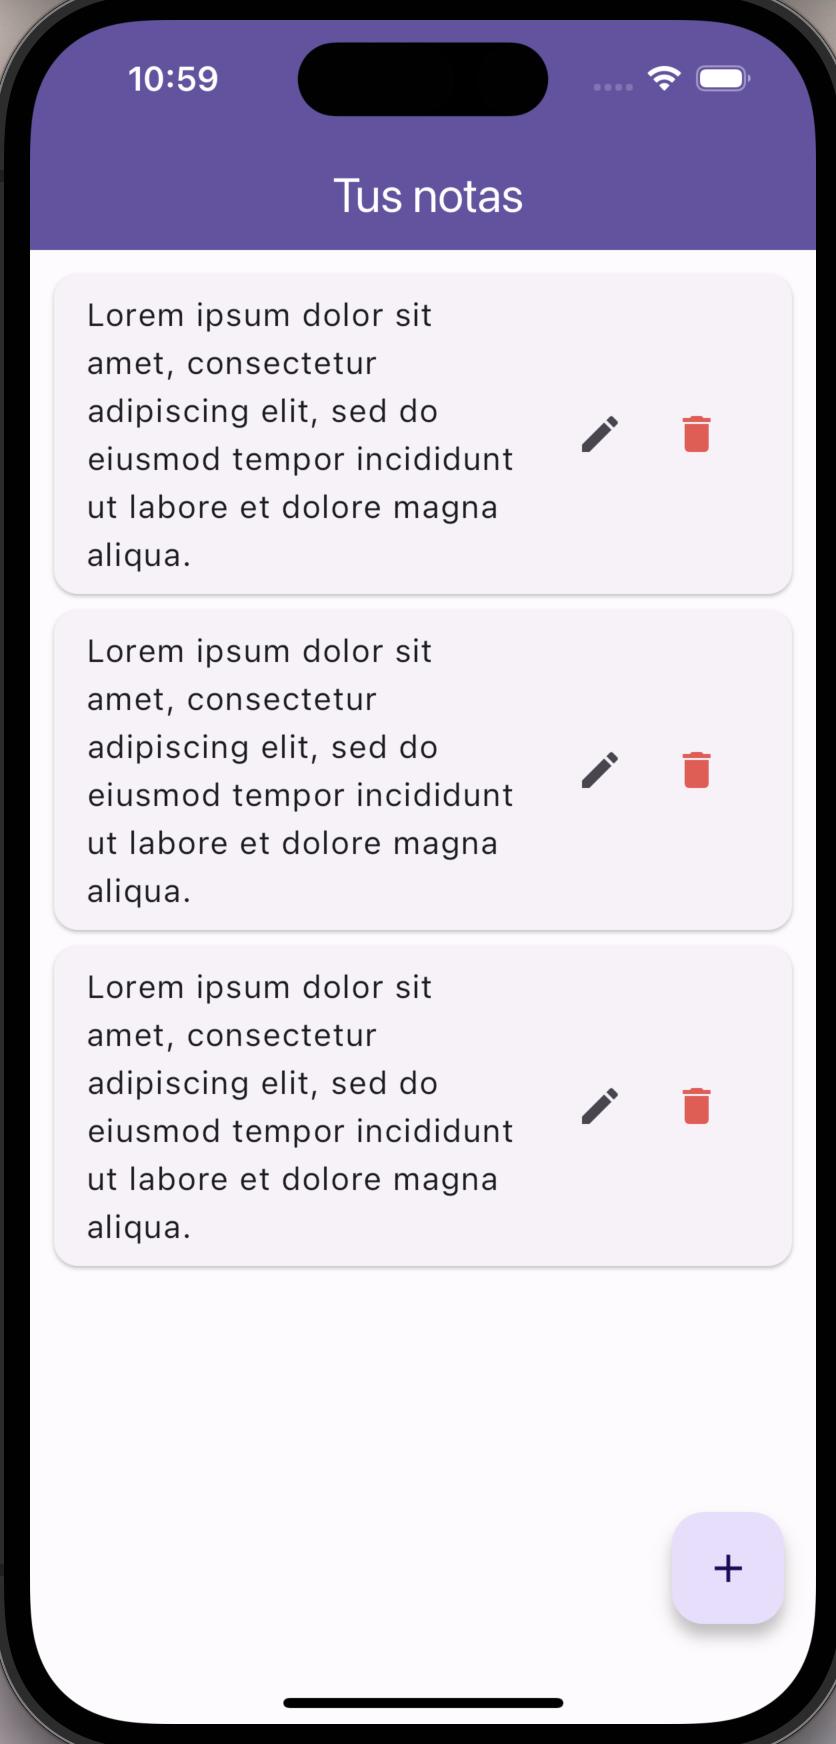 10:59
Tus notas
Lorem ipsum dolor sit
amet, consectetur
adipiscing elit, sed do
eiusmod tempor incididunt
ut labore et dolore magna
aliqua.
Lorem ipsum dolor sit
amet, consectetur
adipiscing elit, sed do
eiusmod tempor incididunt
ut labore et dolore magna
aliqua.
Lorem ipsum dolor sit
amet, consectetur
adipiscing elit, sed do
eiusmod tempor incididunt
ut labore et dolore magna
aliqua.